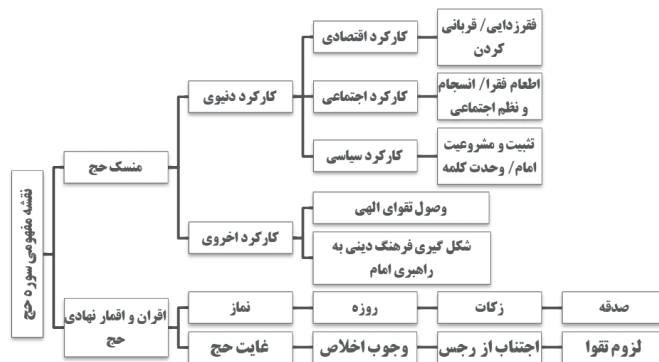 نقشه مفهومی سوره حج
منسک حج
کارکرد دنیوی
کارکرد اقتصادی
فقرزدایی/ قربانی
کردن
کارکرد اجتماعی
اطعام فقرا/ انسجام
و نظم اجتماعی
کارکرد سیاسی
تثبیت و مشروعیت
امام/ وحدت کلمه
کارکرد اخروی
وصول تقوای الهی
شکل گیری فرهنگ دینی به
راهبری امام
اقران و اقمار نهادی
حج
نماز
روزه
زکات
صدقه
غایت حج
وجوب اخلاص
اجتناب از رجس
لزوم تقوا